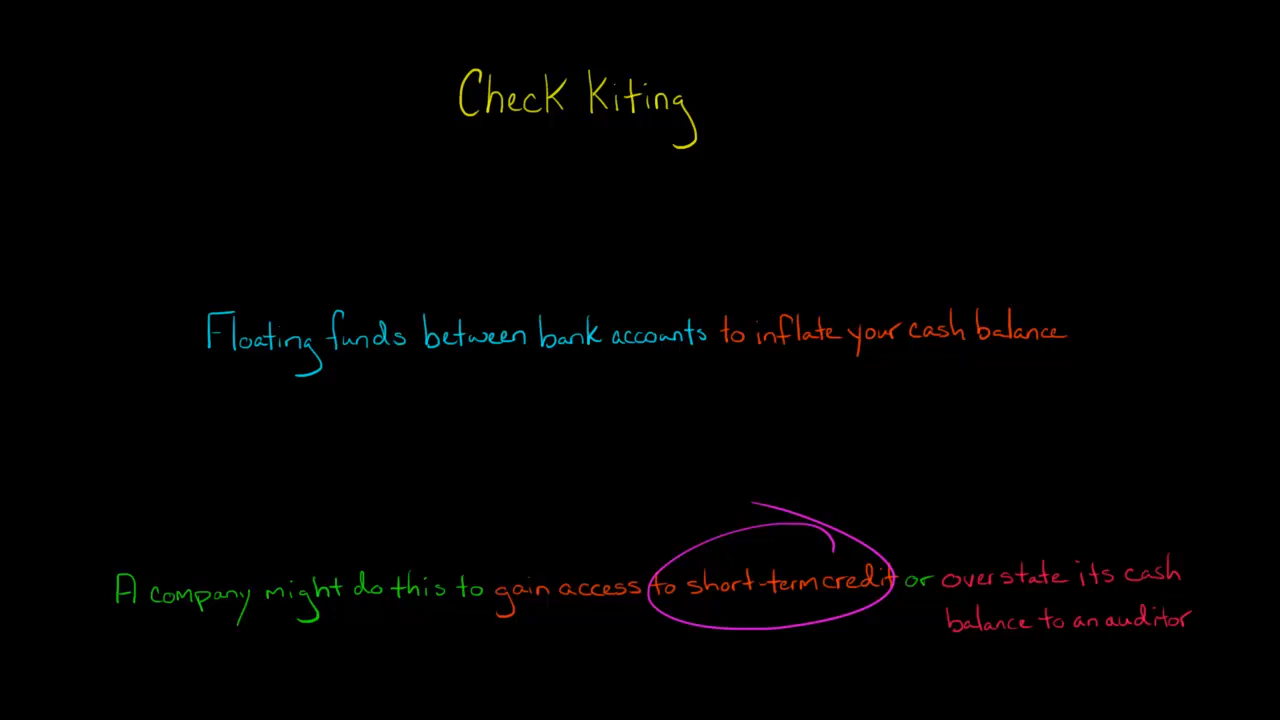 Check Kiting
Floating funds between bank accounts to inflate your cash balance
A company might do this to gain access to short-term credit or overstate its cash
balance to an auditor